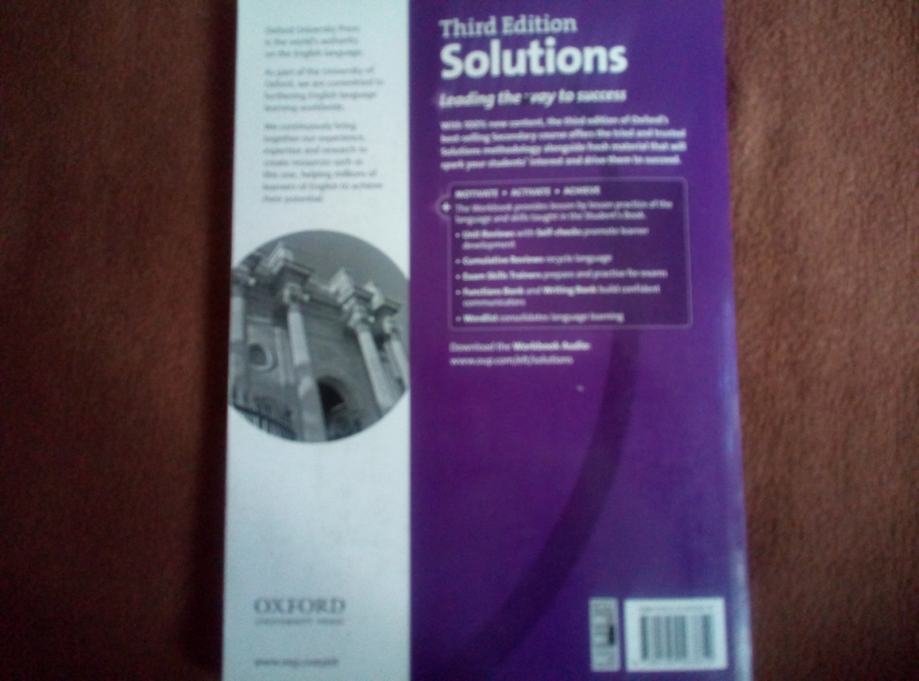 Oxford University Press
is the world's authority
on the English language.
As part of the University of
Oxford, we are committed to
furthering English language
learning worldwide.
We continuously bring
together our experience,
expertise and research to
create resources such as
this one, helping millions of
learners of English to achieve
their potential.
OXFORD
UNIVERSITY PRESS
Third Edition
Solutions
Leading the way to success
With 100% new content, the third edition of Oxford's
best-selling Secondary course offers the tried and trusted
Solutions methodology alongside fresh material that will
spark your students' interest and drive them to succeed.
MOTIVATE • ACTIVATE • ACHIEVE
The Workbook provides lesson by lesson practice of the
language and skills taught in the Student's Book.
• Unit Reviews with Self-checks promote learner
development
• Cumulative Reviews recycle language
• Exam Skills Trainers prepare and practise for exams
• Functions Bank and Writing Bank build confident
communication
• Wordlist consolidates language learning
Download the Workbook Audio:
www.oup.com/elt/solutions